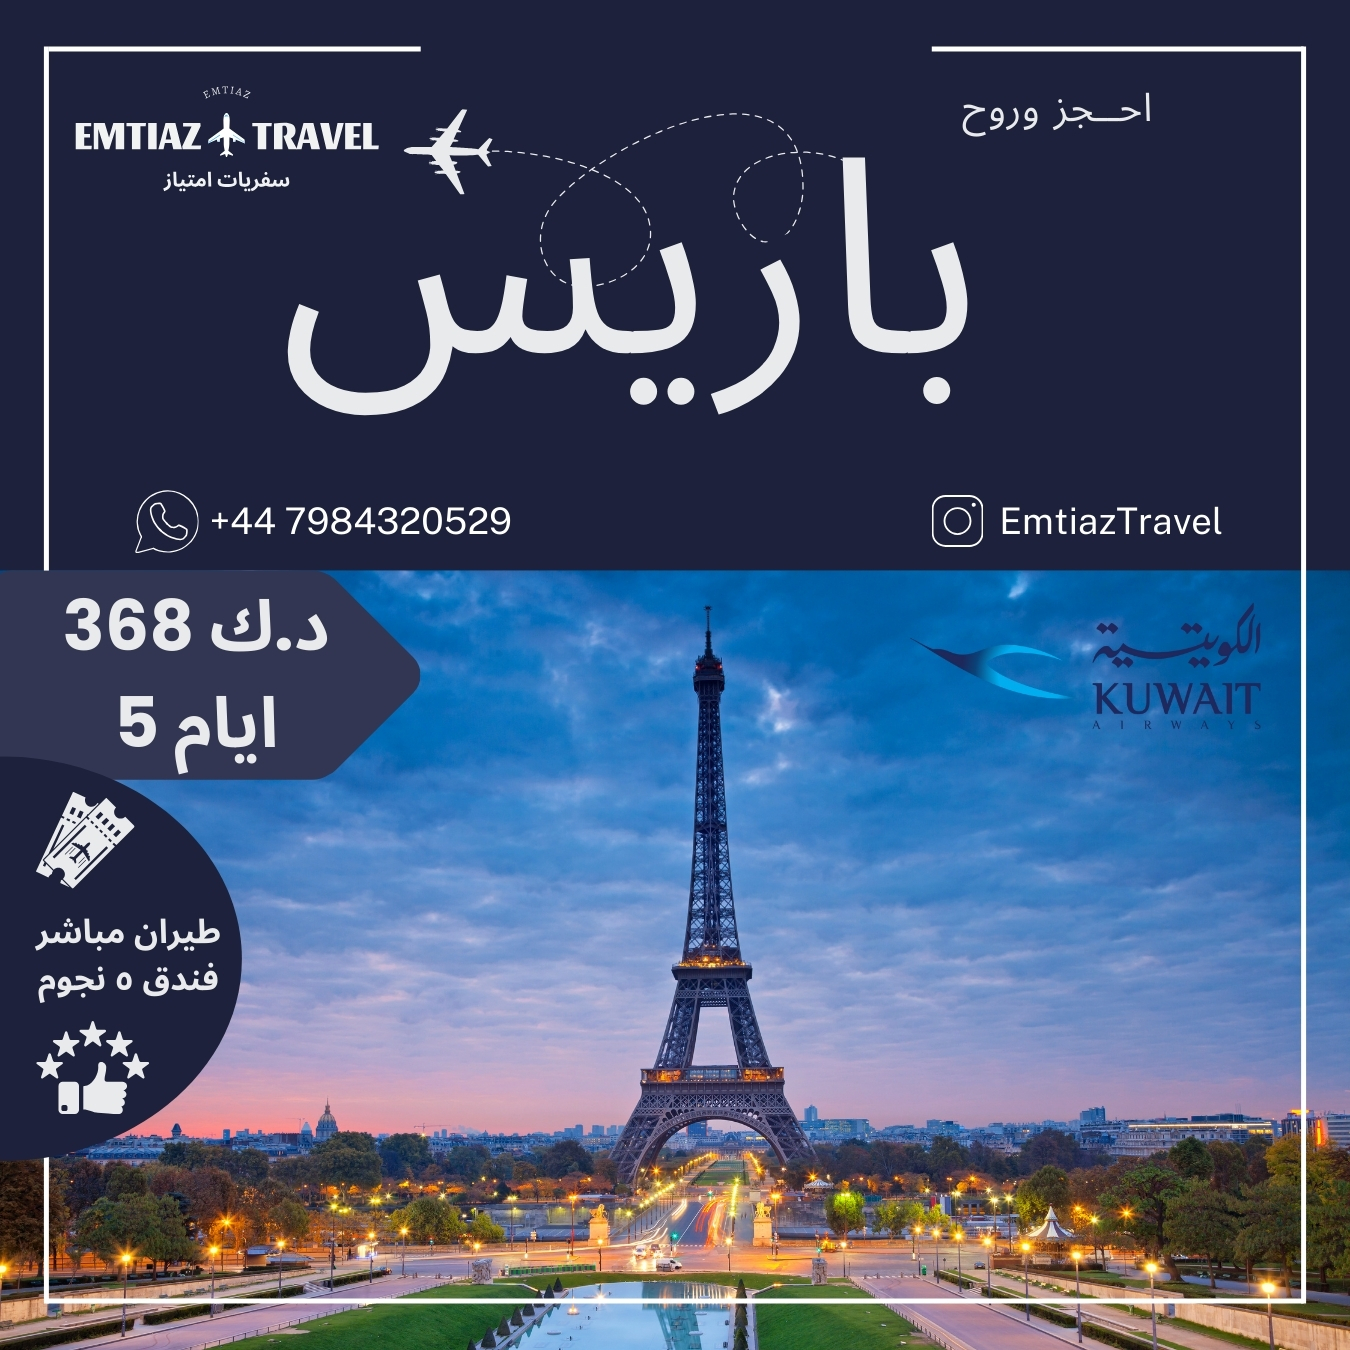 EMTIAZ
EMTIAZ TRAVEL
سفريات امتياز
احـــجز وروح
باريس
+44 7984320529
EmtiazTravel
368 د.ك
5 ايام
الكويتية
KUWAIT
AIRWAYS
طيران مباشر
فندق ٥ نجوم